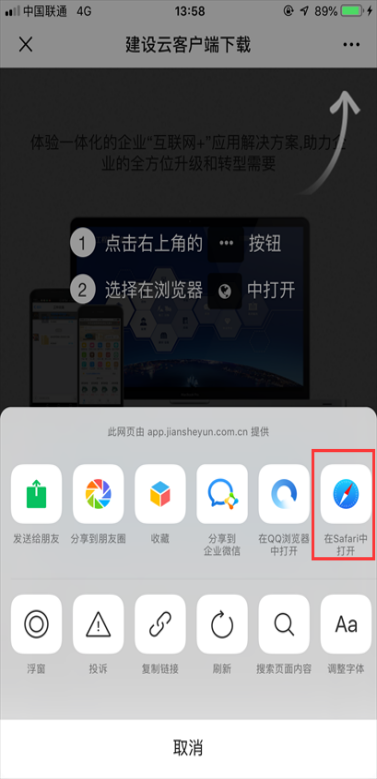 中国联通 4G 13:58 89%
建设云客户端下载
体验一体化的企业“互联网+”应用解决方案,助力企
业的全方位升级和转型需要
1 点击右上角的 ••• 按钮
2 选择在浏览器 中打开
此网页由 app.jiansheyun.com.cn 提供
发送给朋友 分享到朋友圈 收藏 分享到 在QQ浏览器 在Safari中
企业微信 中打开 打开
Aa
浮窗 投诉 复制链接 刷新 搜索页面内容 调整字体
取消